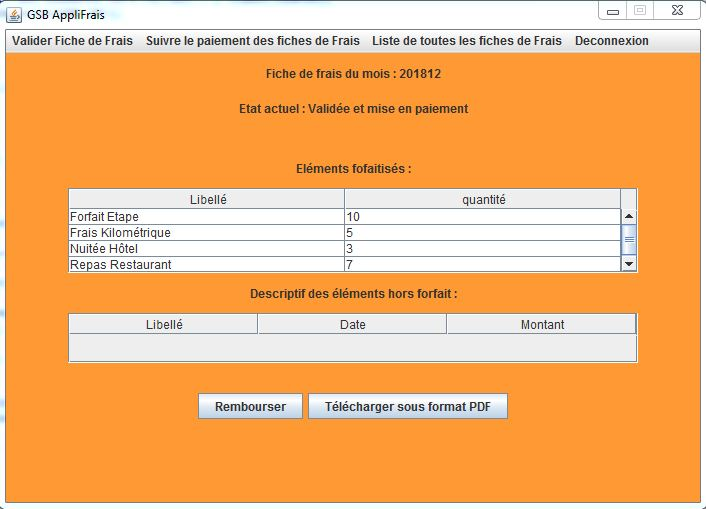 GSB AppliFrais
Valider Fiche de Frais Suivre le paiement des fiches de Frais Liste de toutes les fiches de Frais Deconnexion
Fiche de frais du mois : 201812
Etat actuel : Validée et mise en paiement
Eléments fofaitisés :
Libellé quantité
Forfait Etape 10
Frais Kilométrique 5
Nuitée Hôtel 3
Repas Restaurant 7
Descriptif des éléments hors forfait :
Libellé Date Montant
Rembourser Télécharger sous format PDF